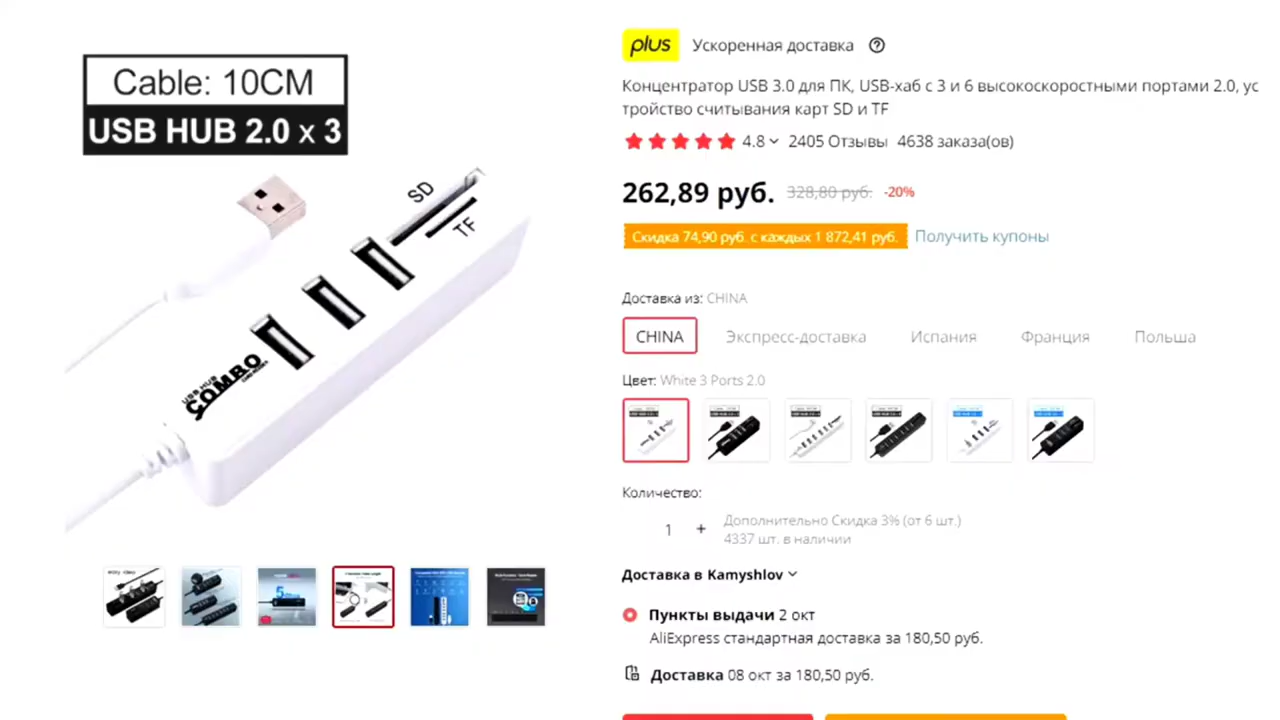 Cable: 10CM
USB HUB 2.0 x 3
SD
TF
USB HUB
COMBO
plus Ускоренная доставка ?
Концентратор USB 3.0 для ПК, USB-хаб с 3 и 6 высокоскоростными портами 2.0, ус
тройство считывания карт SD и TF
4.8 2405 Отзывы 4638 заказа(ов)
262,89 руб. 328,80 руб. -20%
Скидка 74,90 руб. с каждых 1 872,41 руб. Получить купоны
Доставка из: CHINA
CHINA Экспресс-доставка Испания Франция Польша
Цвет: White 3 Ports 2.0
Количество:
1 + Дополнительно Скидка 3% (от 6 шт.)
4337 шт. в наличии
Доставка в Kamyshlov
Пункты выдачи 2 окт
AliExpress стандартная доставка за 180,50 руб.
Доставка 08 окт за 180,50 руб.